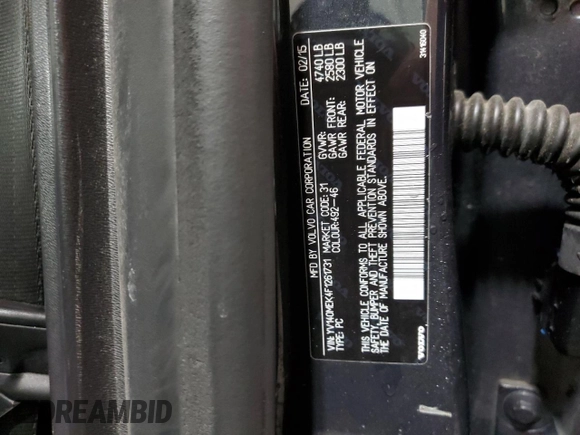 MFD BY VOLVO CAR CORPORATION DATE: 02/15
GVWR: 4740 LB
GAWR FRONT: 2580 LB
GAWR REAR: 2300 LB
VIN: YV140MEK4F1261731 MARKET CODE: 31
TYPE: PC COLOUR:492-46
THIS VEHICLE CONFORMS TO ALL APPLICABLE FEDERAL MOTOR VEHICLE
SAFETY, BUMPER AND THEFT PREVENTION STANDARDS IN EFFECT ON
THE DATE OF MANUFACTURE SHOWN ABOVE.
VOLVO
DREAMBID